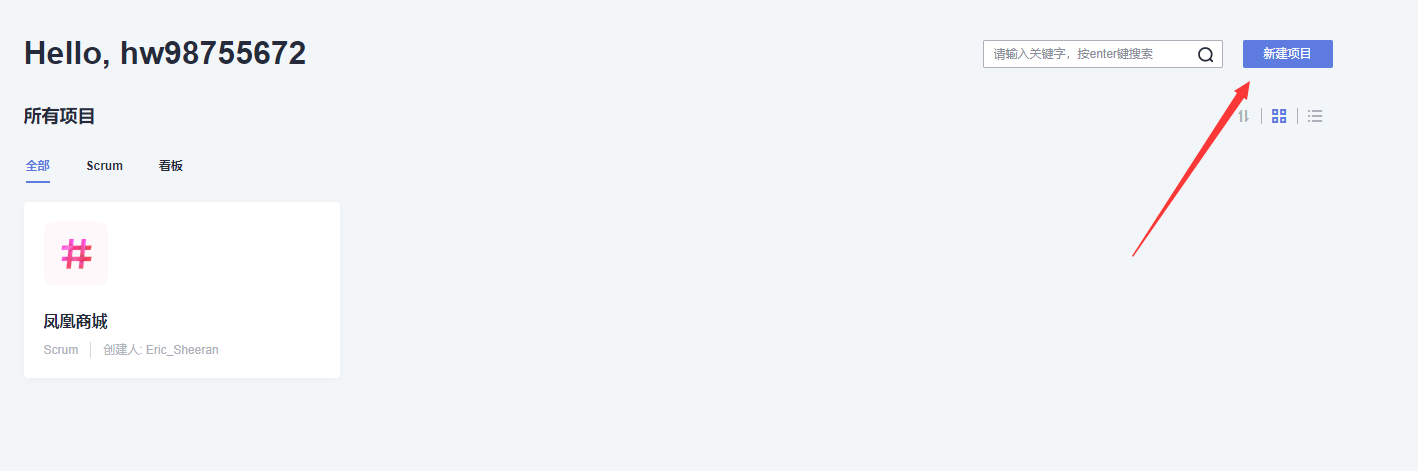 Hello, hw98755672
请输入关键字，按enter键搜索
新建项目
所有项目
全部 Scrum 看板
凤凰商城
Scrum 创建人: Eric_Sheeran